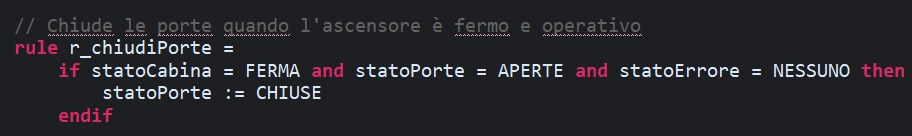 // Chiude le porte quando l'ascensore è fermo e operativo
rule r_chiudiPorte =
    if statoCabina = FERMA and statoPorte = APERTE and statoErrore = NESSUNO then
        statoPorte := CHIUSE
    endif